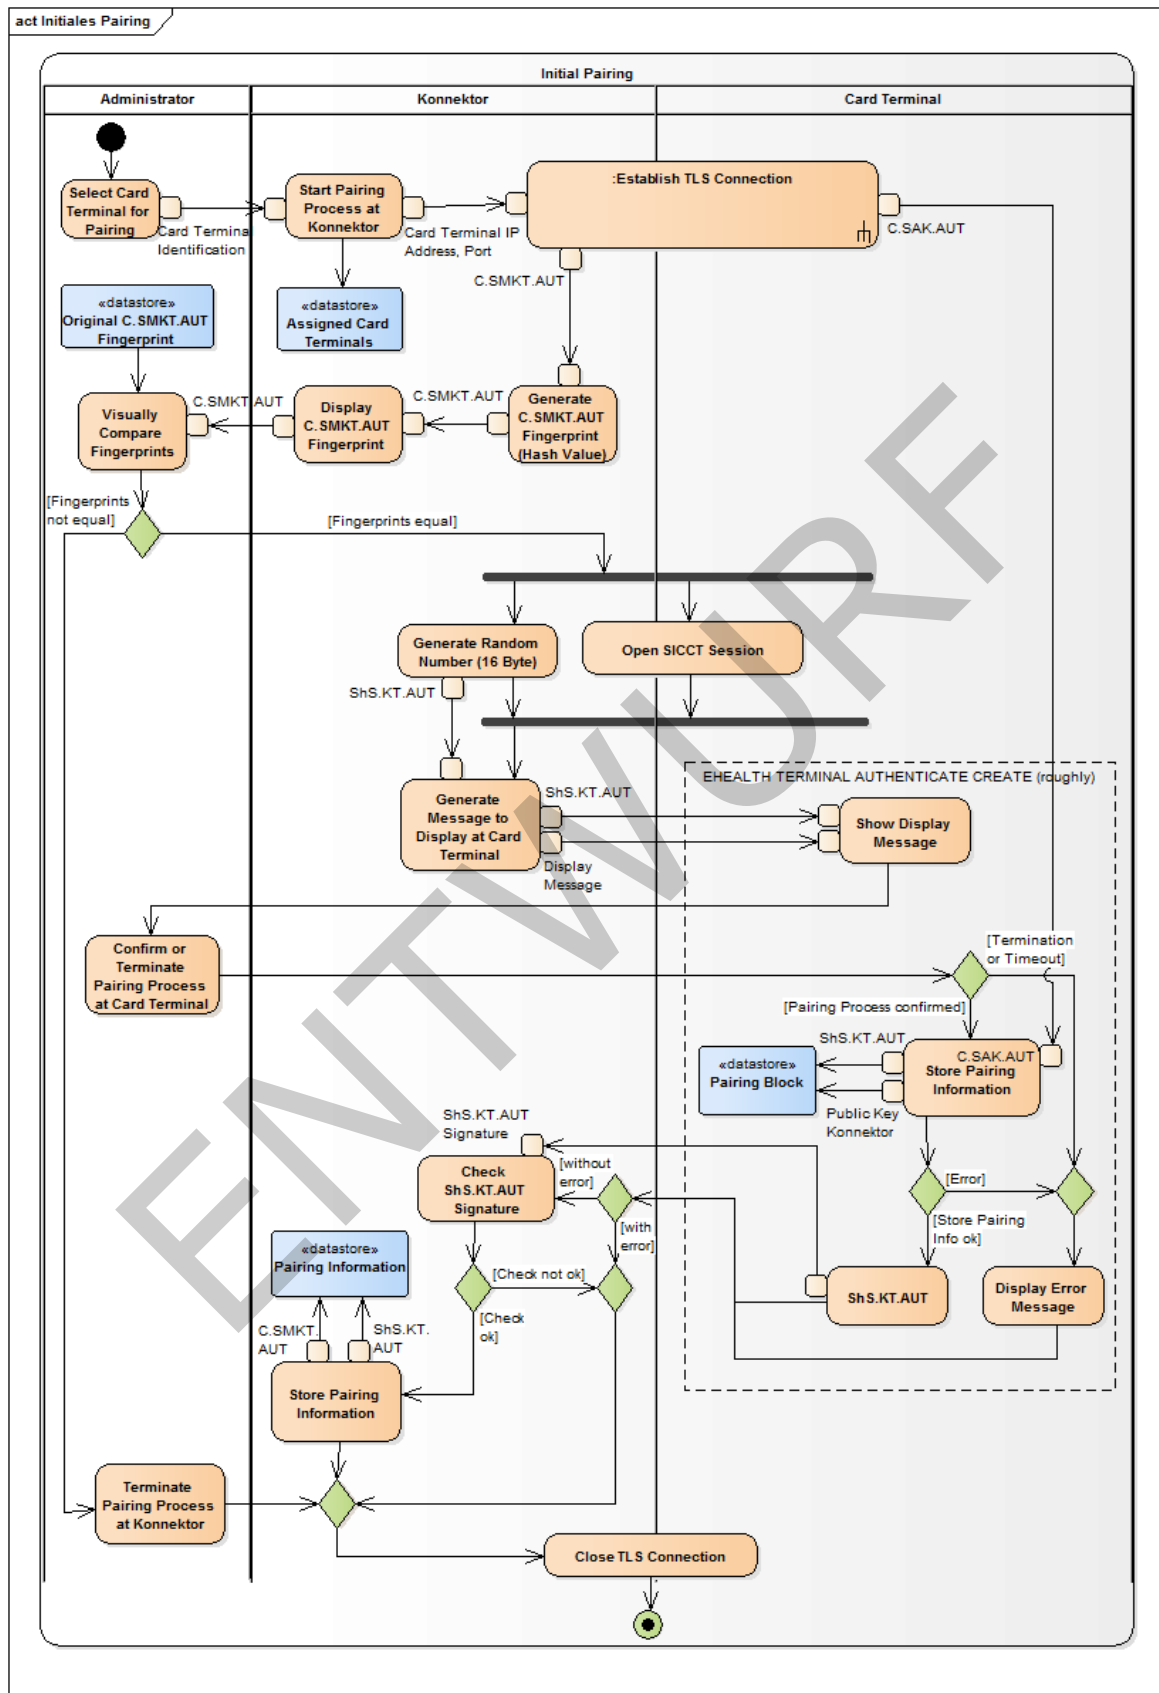 act Initiales Pairing
Initial Pairing
Administrator
Konnektor
Card Terminal
Select Card
Terminal for
Pairing
Card Terminal
Identification
Start Pairing
Process at
Konnektor
Card Terminal IP
Address, Port
:Establish TLS Connection
C.SAK.AUT
C.SMKT.AUT
«datastore»
Original C.SMKT.AUT
Fingerprint
«datastore»
Assigned Card
Terminals
Visually
Compare
Fingerprints
C.SMKT.AUT
Display
C.SMKT.AUT
Fingerprint
C.SMKT.AUT
Generate
C.SMKT.AUT
Fingerprint
(Hash Value)
[Fingerprints
not equal]
[Fingerprints equal]
Generate Random
Number (16 Byte)
Open SICCT Session
ShS.KT.AUT
EHEALTH TERMINAL AUTHENTICATE CREATE (roughly)
Generate
Message to
Display at Card
Terminal
ShS.KT.AUT
Display
Message
Show Display
Message
Confirm or
Terminate
Pairing Process
at Card Terminal
[Termination
or Timeout]
[Pairing Process confirmed]
ShS.KT.AUT
C.SAK.AUT
Store Pairing
Information
«datastore»
Pairing Block
Public Key
Konnektor
ShS.KT.AUT
Signature
Check
ShS.KT.AUT
Signature
[without
error]
[with
error]
[Error]
[Store Pairing
Info ok]
«datastore»
Pairing Information
[Check not ok]
[Check
ok]
ShS.KT.AUT
Display Error
Message
C.SMKT.
AUT
ShS.KT.
AUT
Store Pairing
Information
Terminate
Pairing Process
at Konnektor
Close TLS Connection
ENTWURF